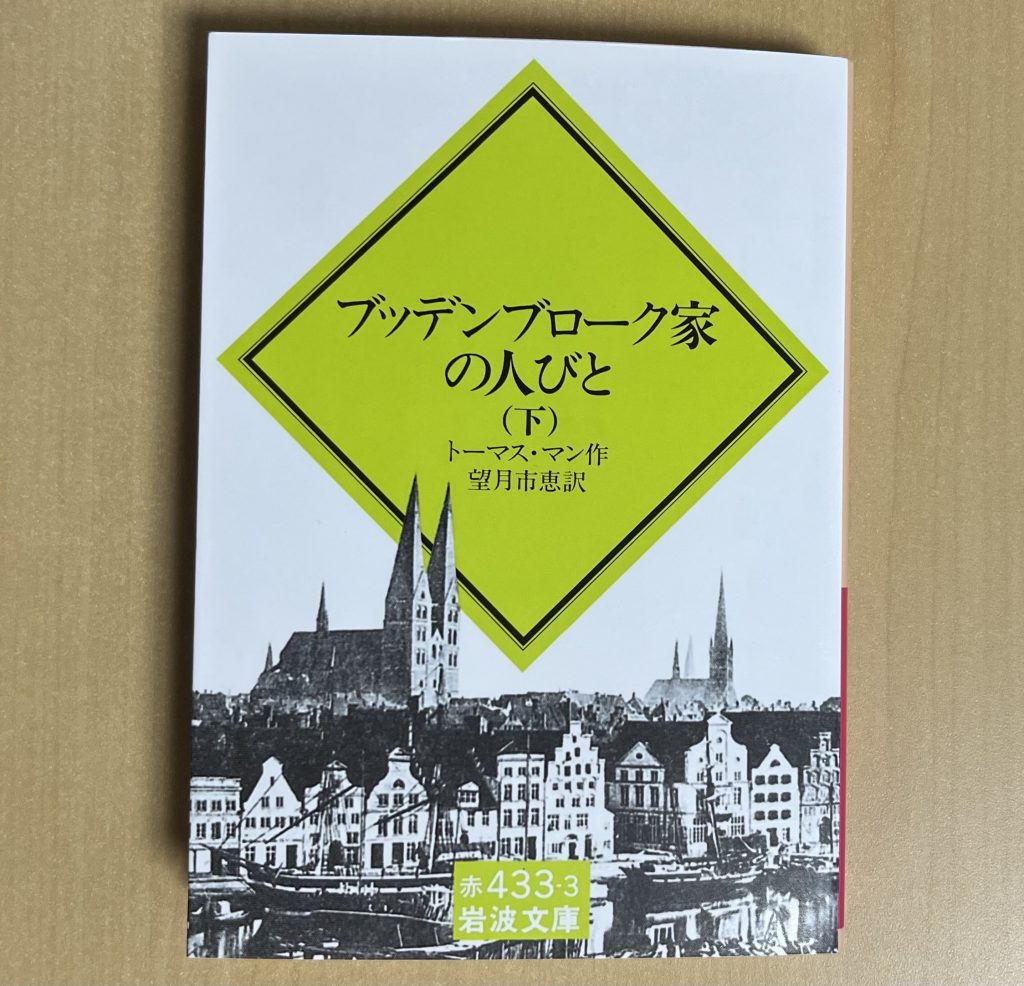 ブッデンブローク家
の人びと
（下）
トーマス・マン作
望月市恵訳
赤433-3
岩波文庫